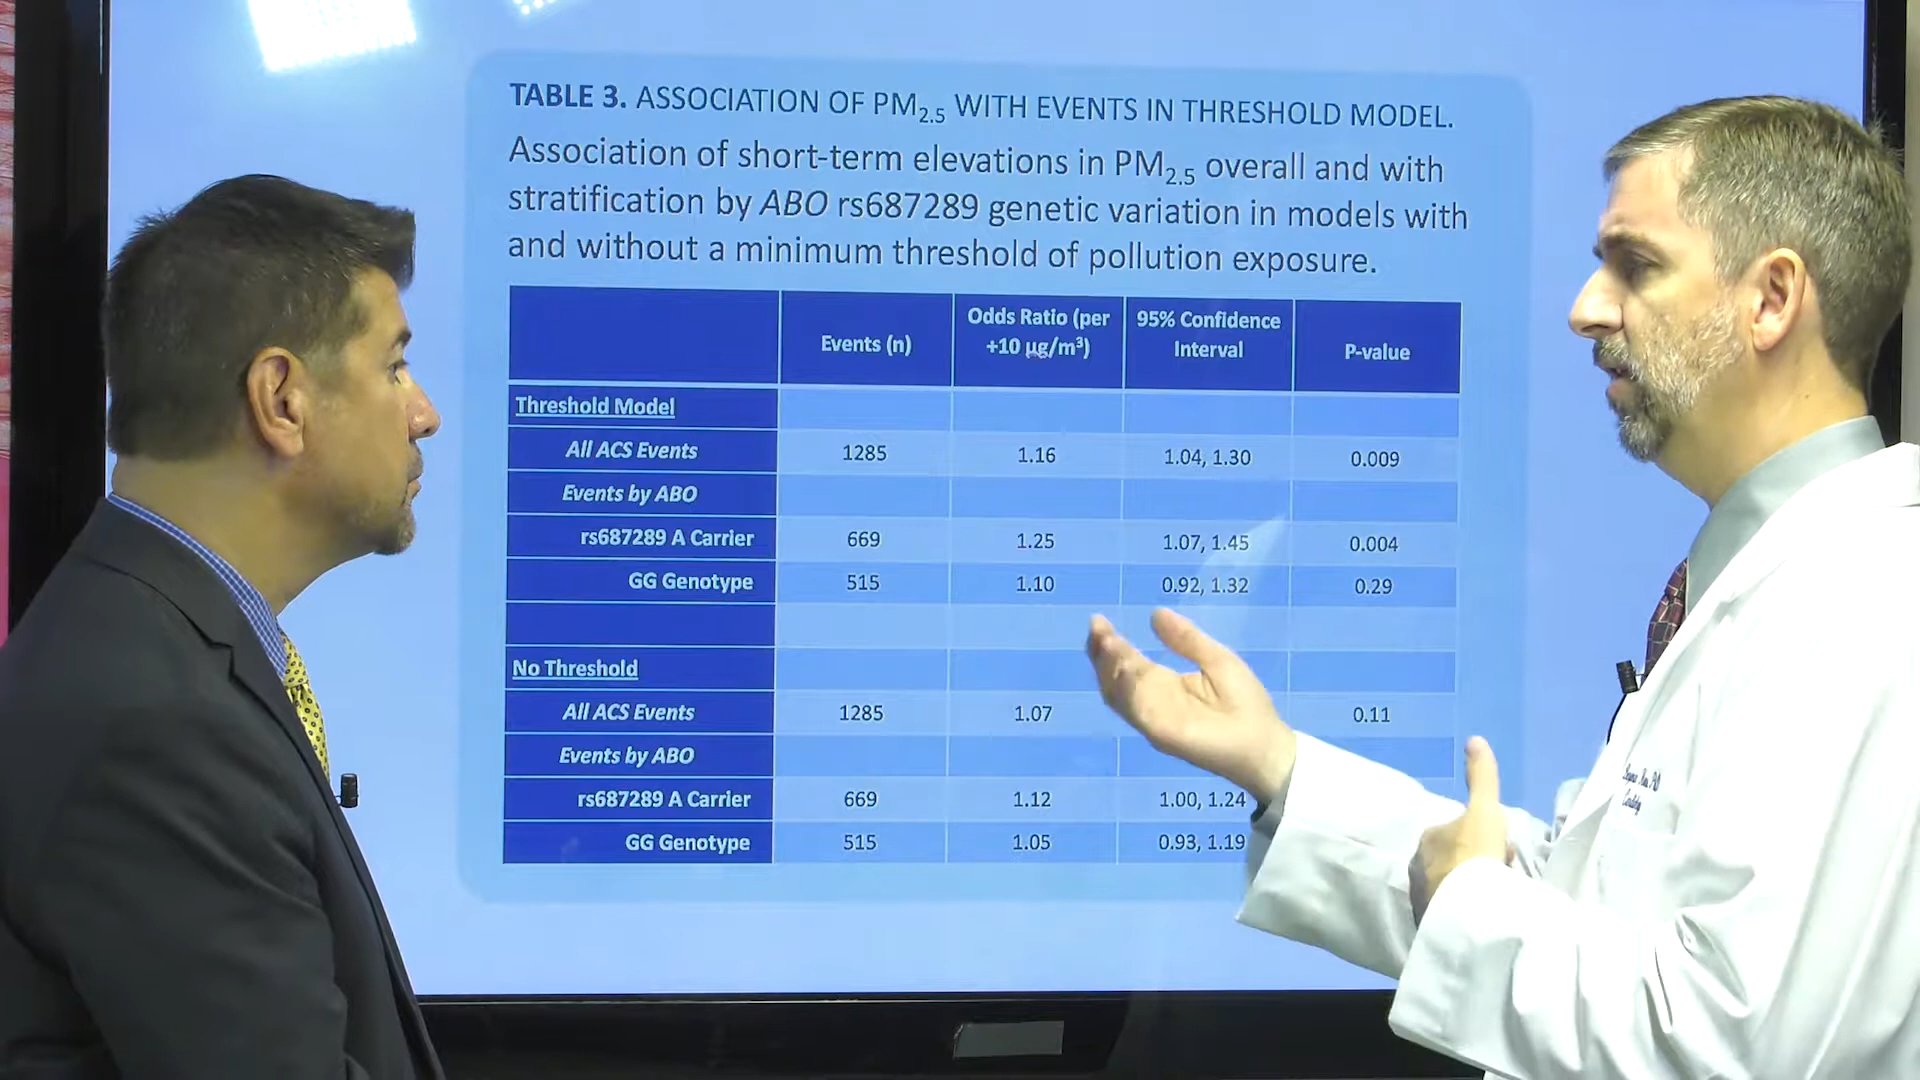 TABLE 3. ASSOCIATION OF PM2.5 WITH EVENTS IN THRESHOLD MODEL.
Association of short-term elevations in PM2.5 overall and with
stratification by ABO rs687289 genetic variation in models with
and without a minimum threshold of pollution exposure.
Events (n) Odds Ratio (per +10 µg/m³) 95% Confidence Interval P-value
Threshold Model
All ACS Events 1285 1.16 1.04, 1.30 0.009
Events by ABO
rs687289 A Carrier 669 1.25 1.07, 1.45 0.004
GG Genotype 515 1.10 0.92, 1.32 0.29
No Threshold
All ACS Events 1285 1.07 0.11
Events by ABO
rs687289 A Carrier 669 1.12 1.00, 1.24
GG Genotype 515 1.05 0.93, 1.19